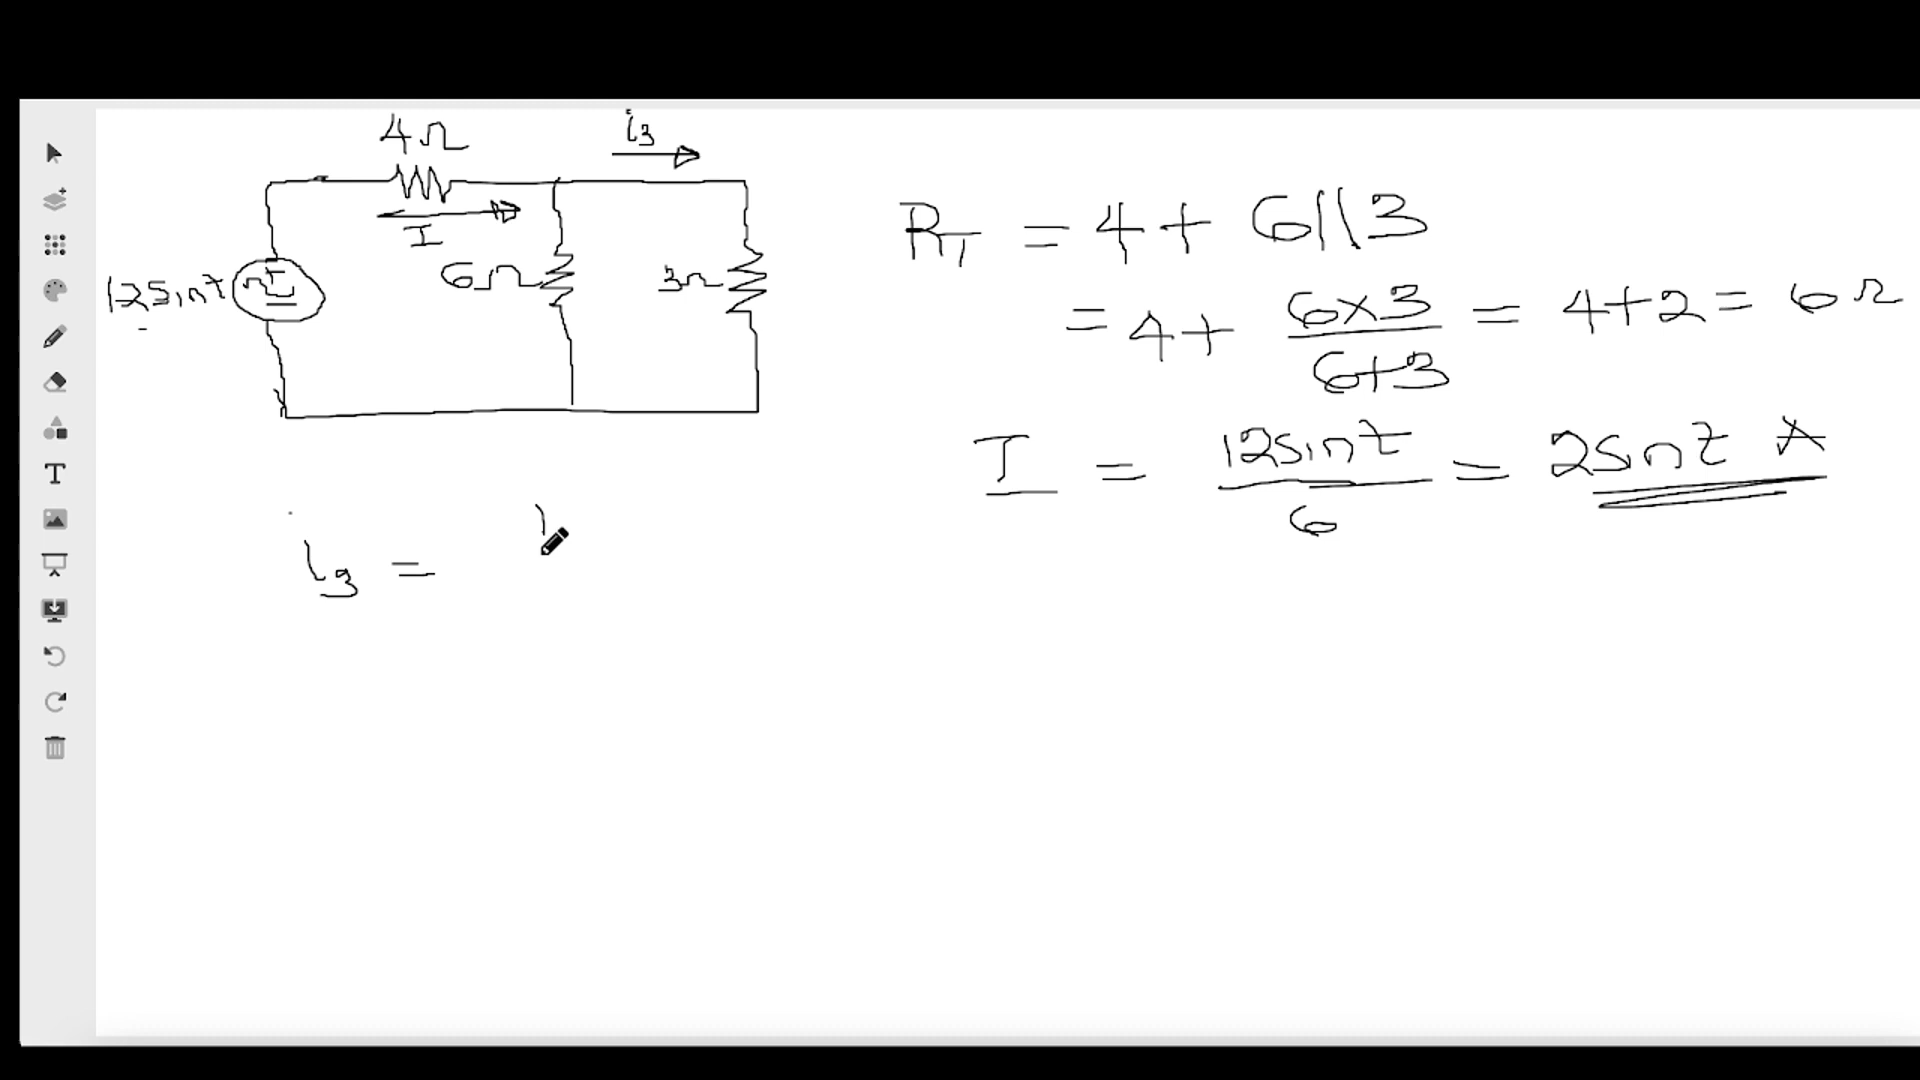 4Ω
i3
I
12sint
6Ω
3Ω
RT = 4 + 6||3
= 4 + 6×3/6+3 = 4+2 = 6Ω
I = 12sint/6 = 2sint A
i3 =
T